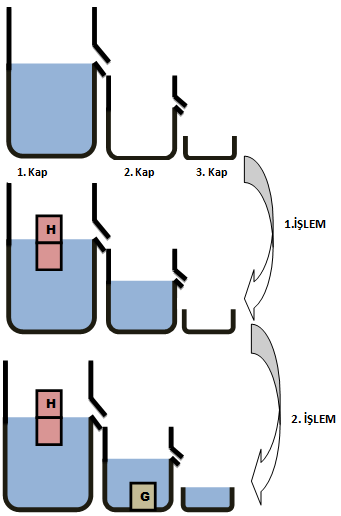 1. Kap 2. Kap 3. Kap
H
1.İŞLEM
H
2. İŞLEM
G